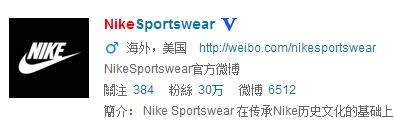 NIKE
NikeSportswear V
♂ 海外，美国 http://weibo.com/nikesportswear
NikeSportswear官方微博
關注 384 粉絲 30万 微博 6512
簡介： Nike Sportswear 在传承Nike历史文化的基础上